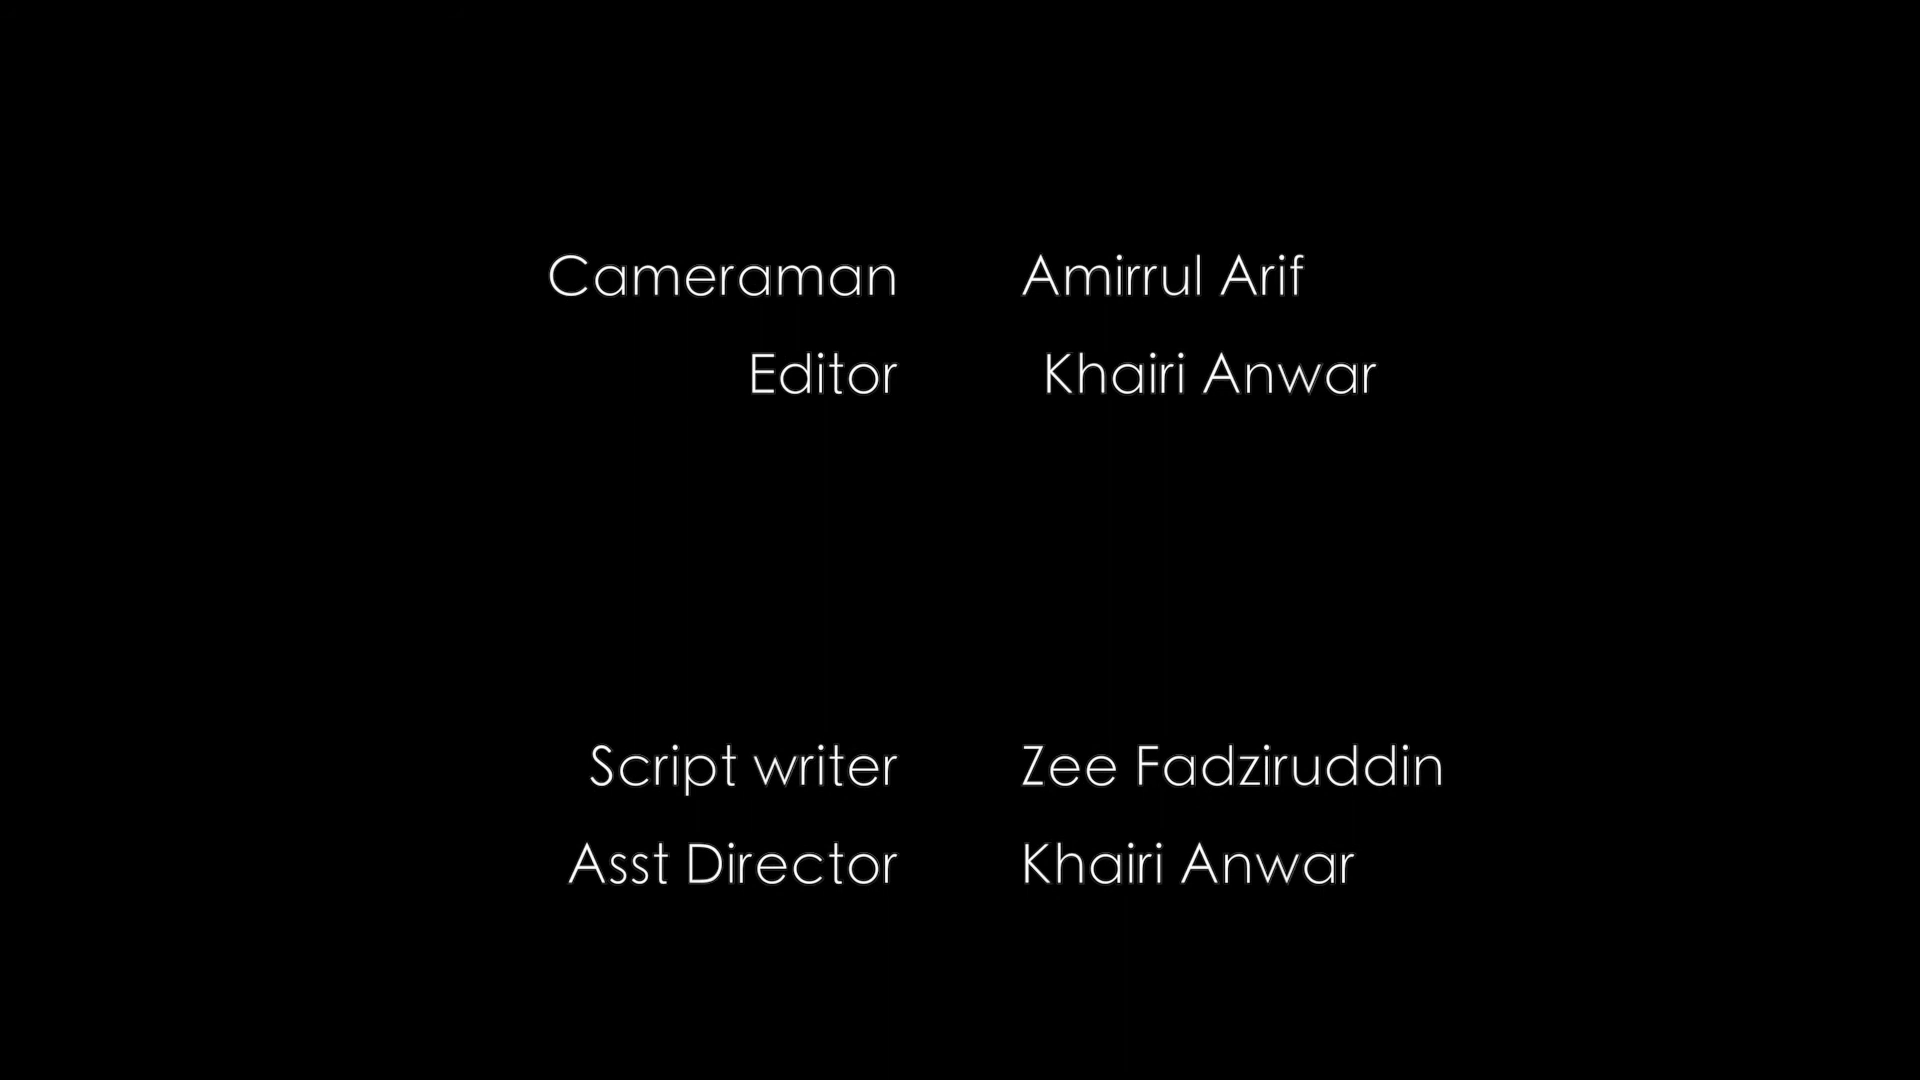 Cameraman Amirrul Arif
Editor Khairi Anwar
Script writer Zee Fadziruddin
Asst Director Khairi Anwar